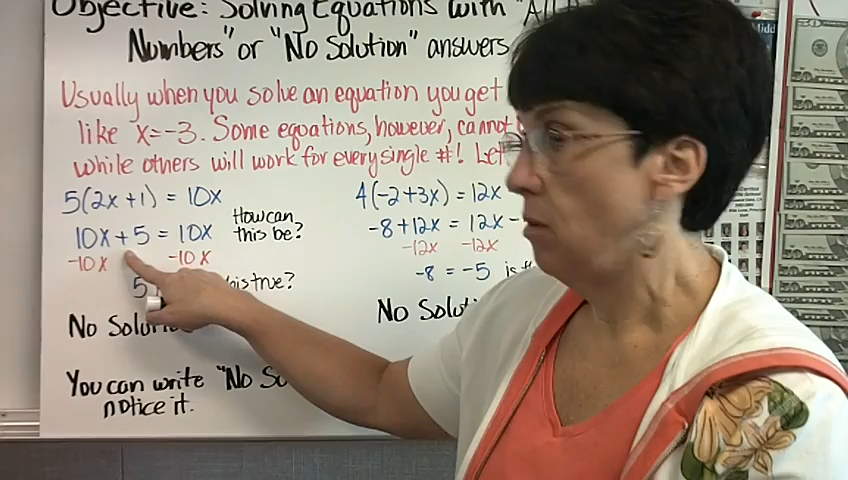 Objective: Solving Equations with "All
Numbers" or "No Solution" answers
Usually when you solve an equation you get
like x=-3. Some equations, however, cannot
while others will work for every single #! Let
5(2x+1) = 10x
10x+5 = 10x
-10x -10x
How can
this be?
5
this true?
No
You can write "No
notice it.
4(-2+3x) = 12x
-8+12x = 12x -
-12x -12x
-8 = -5 is
No
50